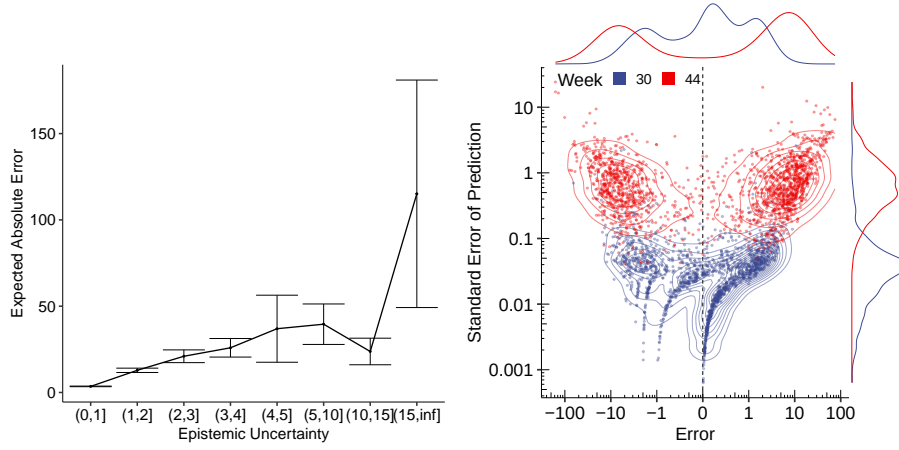 Expected Absolute Error
150
100
50
0
(0,1] (1,2] (2,3] (3,4] (4,5] (5,10] (10,15] (15,inf]
Epistemic Uncertainty
Week 30 44
Standard Error of Prediction
10
1
0.1
0.01
0.001
−100 −10 −1 0 1 10 100
Error